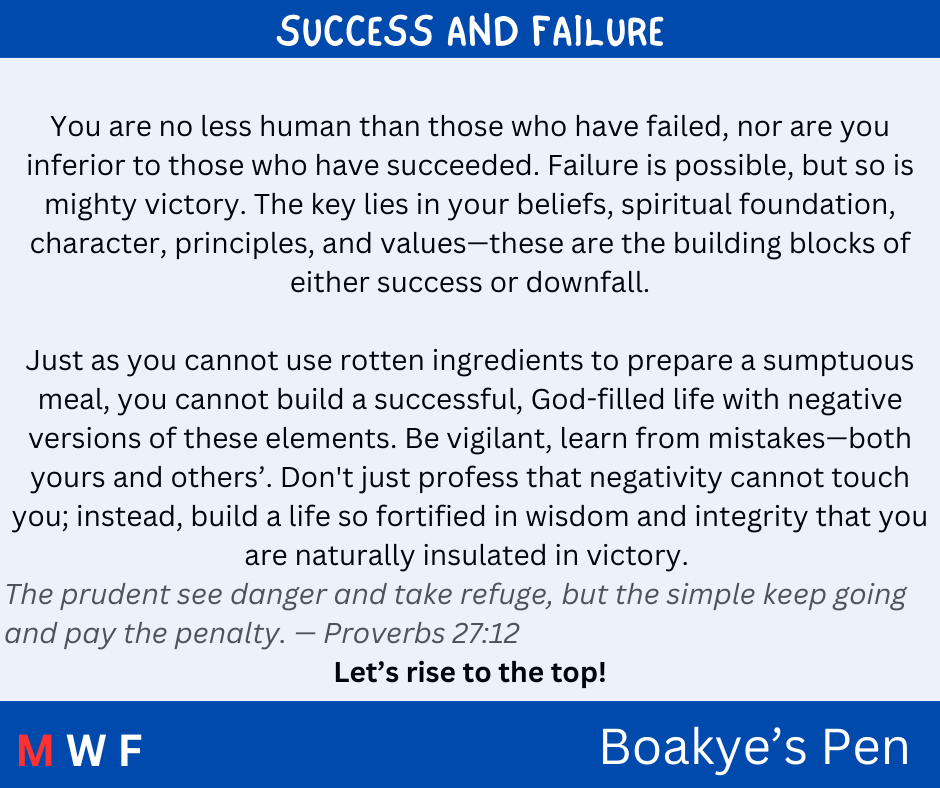 SUCCESS AND FAILURE
You are no less human than those who have failed, nor are you
inferior to those who have succeeded. Failure is possible, but so is
mighty victory. The key lies in your beliefs, spiritual foundation,
character, principles, and values—these are the building blocks of
either success or downfall.
Just as you cannot use rotten ingredients to prepare a sumptuous
meal, you cannot build a successful, God-filled life with negative
versions of these elements. Be vigilant, learn from mistakes—both
yours and others’. Don't just profess that negativity cannot touch
you; instead, build a life so fortified in wisdom and integrity that you
are naturally insulated in victory.
The prudent see danger and take refuge, but the simple keep going
and pay the penalty. — Proverbs 27:12
Let’s rise to the top!
M W F
Boakye’s Pen